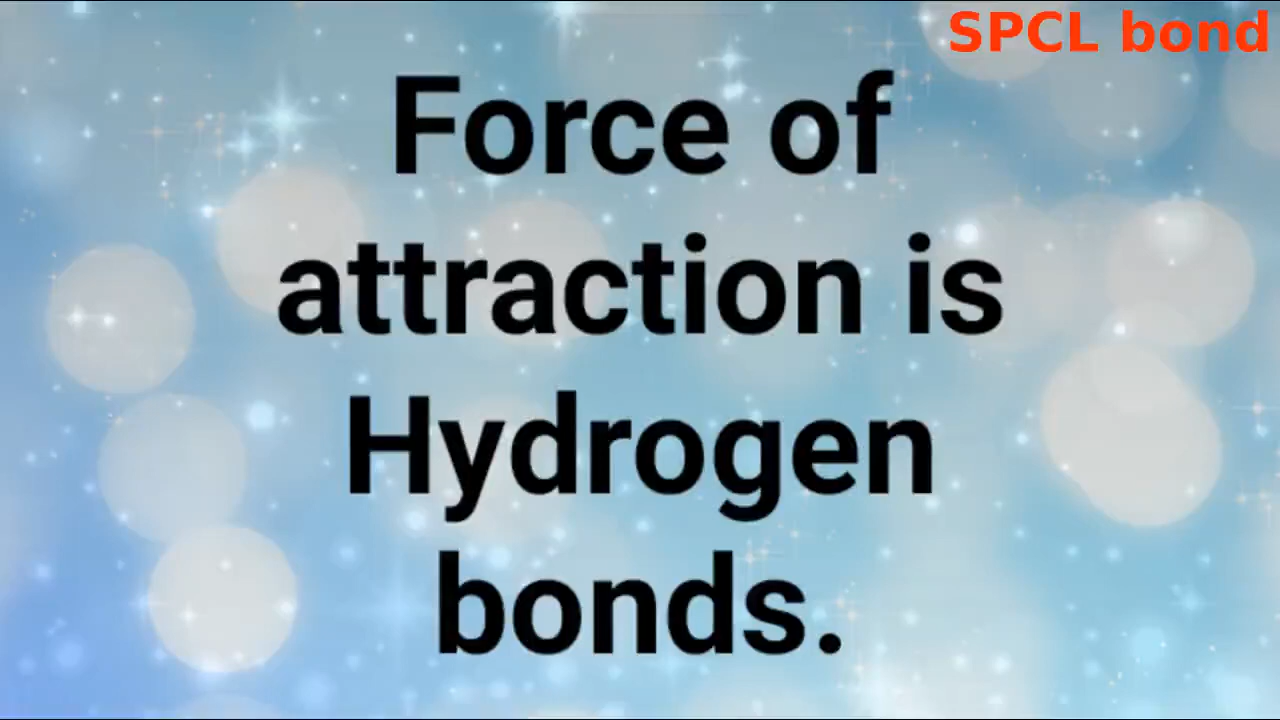 SPCL bond
Force of
attraction is
Hydrogen
bonds.